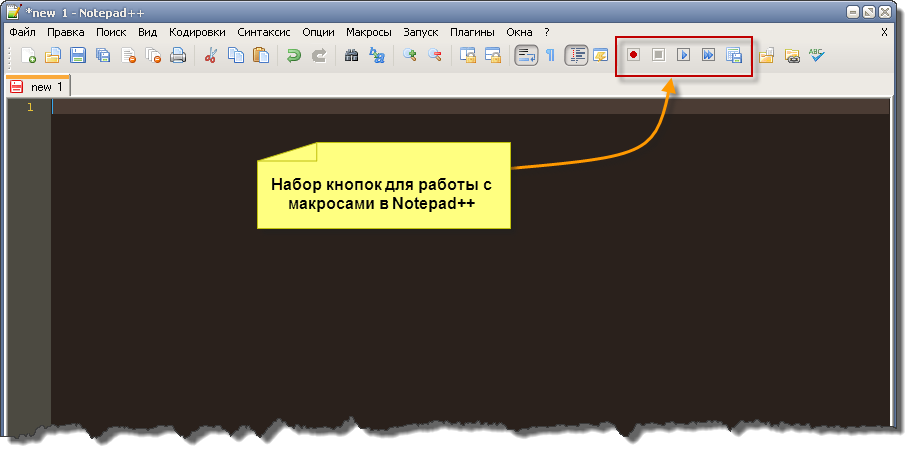 *new 1 - Notepad++
Файл Правка Поиск Вид Кодировки Синтаксис Опции Макросы Запуск Плагины Окна ? X
ABC
new 1
1
Набор кнопок для работы с
макросами в Notepad++